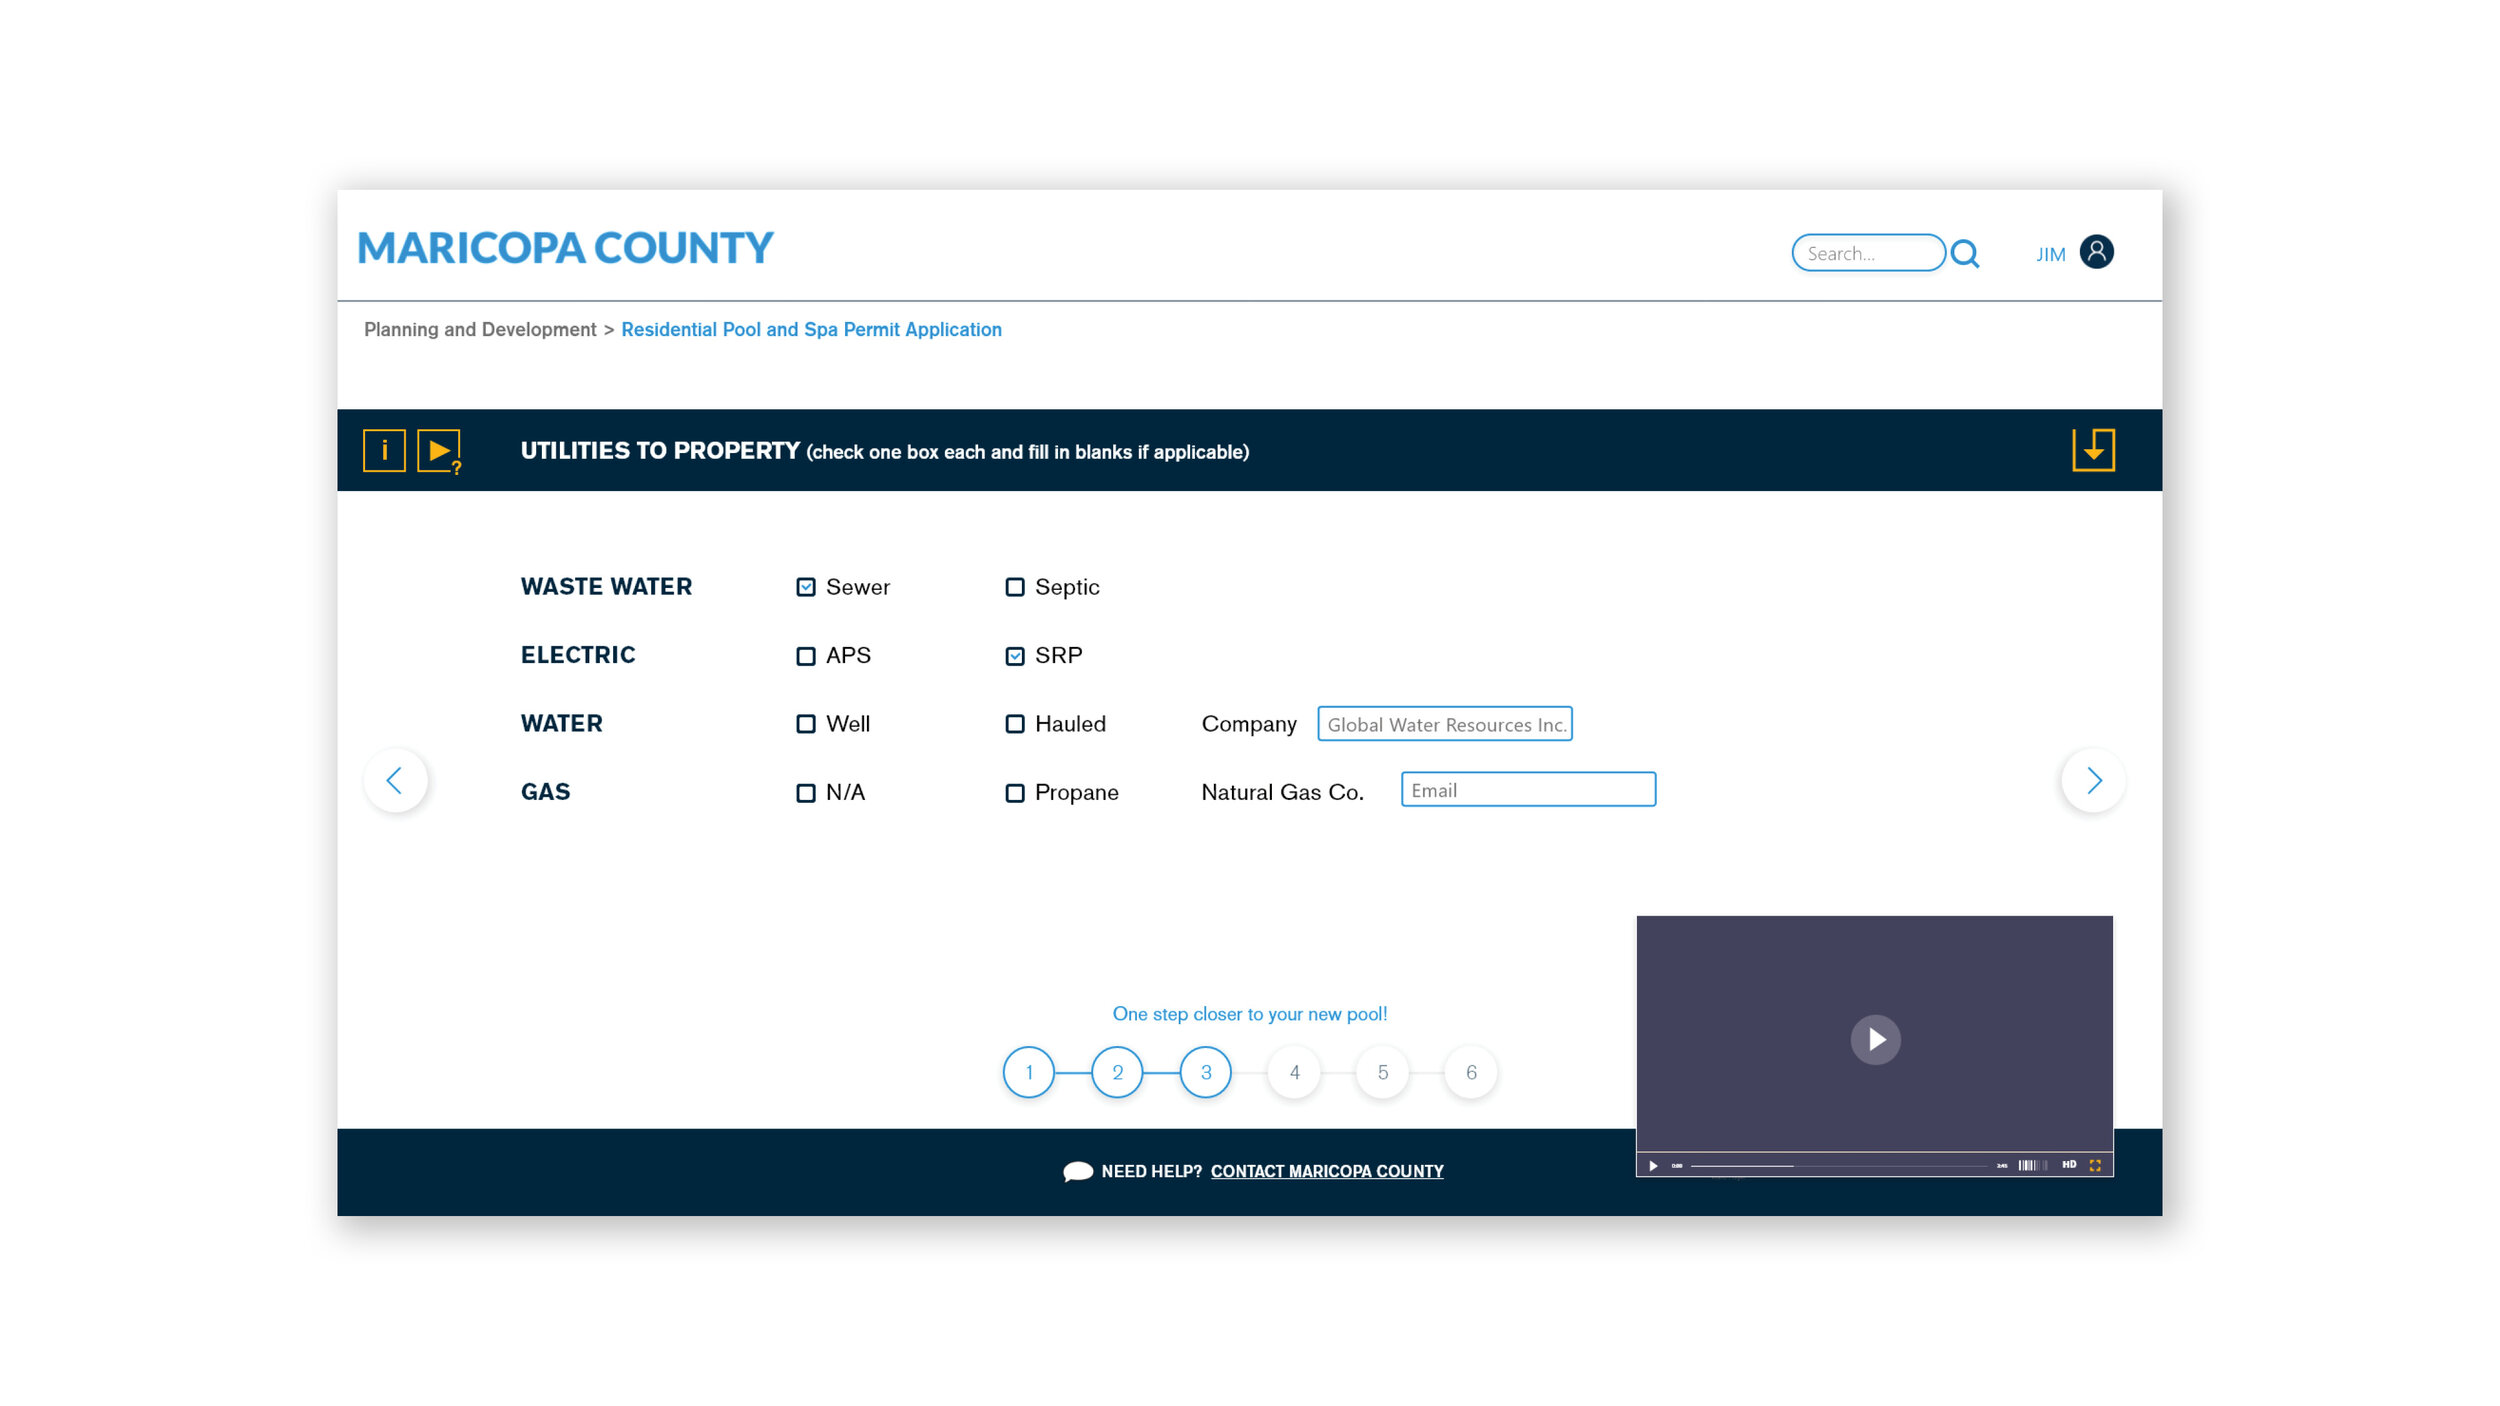 MARICOPA COUNTY
Search...
JIM
Planning and Development > Residential Pool and Spa Permit Application
i
?
UTILITIES TO PROPERTY (check one box each and fill in blanks if applicable)
WASTE WATER Sewer Septic
ELECTRIC APS SRP
WATER Well Hauled Company Global Water Resources Inc.
GAS N/A Propane Natural Gas Co. Email
One step closer to your new pool!
1 2 3 4 5 6
NEED HELP? CONTACT MARICOPA COUNTY
HD